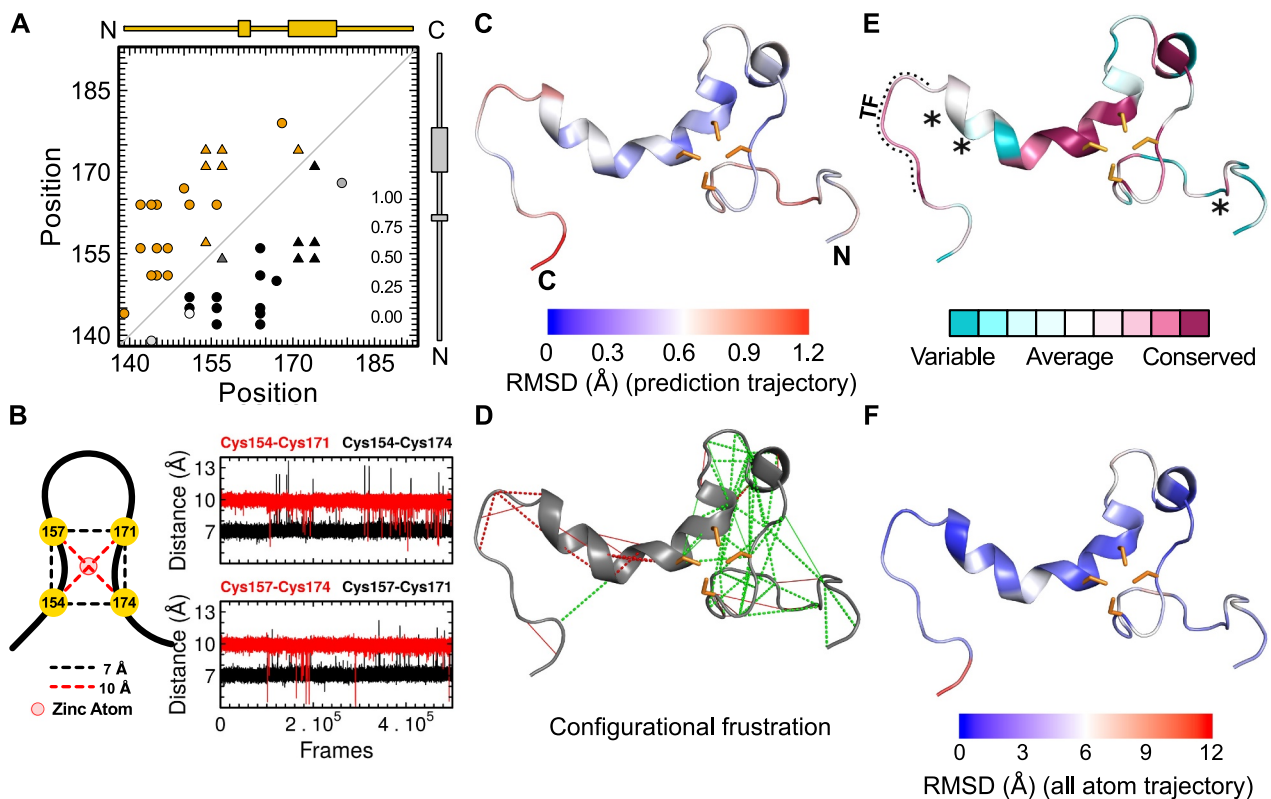 A
N
C
185
170
155
140
Position
1.00
0.75
0.50
0.25
0.00
N
140
155
170
185
Position
B
157
171
154
174
7 Å
10 Å
Zinc Atom
Cys154-Cys171 Cys154-Cys174
Distance (Å)
13
10
7
Cys157-Cys174 Cys157-Cys171
Distance (Å)
13
10
7
0
2.10⁵
4.10⁵
Frames
C
C
N
0 0.3 0.6 0.9 1.2
RMSD (Å) (prediction trajectory)
D
Configurational frustration
E
TF
*
*
*
Variable Average Conserved
F
0 3 6 9 12
RMSD (Å) (all atom trajectory)